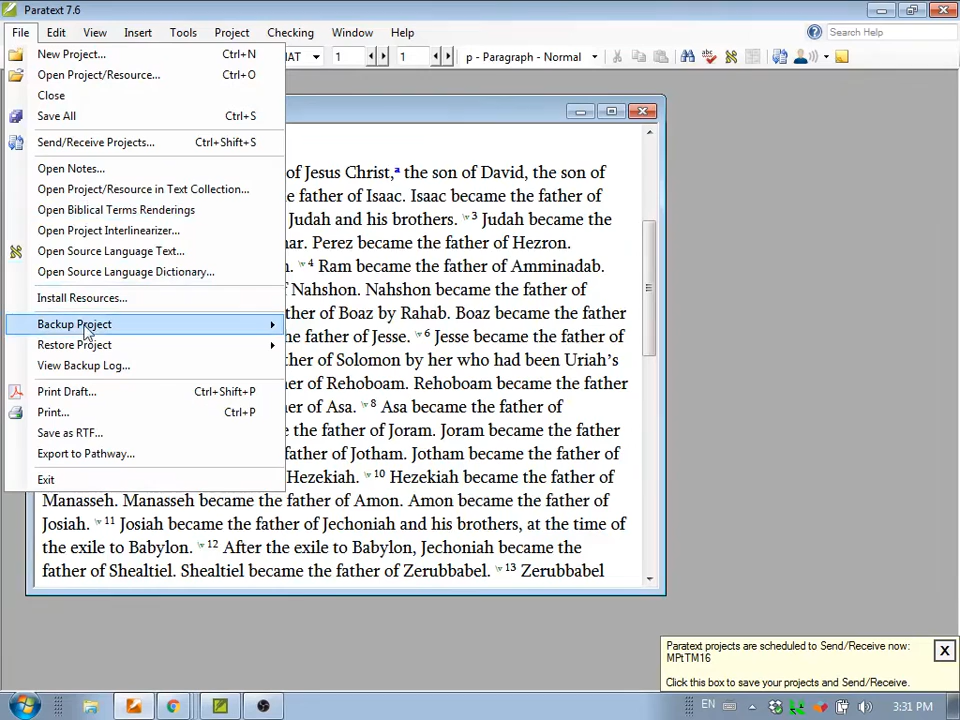 Paratext 7.6
File Edit View Insert Tools Project Checking Window Help
Search Help
New Project... Ctrl+N
Open Project/Resource... Ctrl+O
Close
Save All Ctrl+S
Send/Receive Projects... Ctrl+Shift+S
Open Notes...
Open Project/Resource in Text Collection...
Open Biblical Terms Renderings
Open Project Interlinearizer...
Open Source Language Text...
Open Source Language Dictionary...
Install Resources...
Backup Project
Restore Project
View Backup Log...
Print Draft... Ctrl+Shift+P
Print... Ctrl+P
Save as RTF...
Export to Pathway...
Exit
MAT 1 1 p - Paragraph - Normal
of Jesus Christ,ᵃ the son of David, the son of
the father of Isaac. Isaac became the father of
Judah and his brothers. 3 Judah became the
mar. Perez became the father of Hezron.
n. 4 Ram became the father of Amminadab.
of Nahshon. Nahshon became the father of
ther of Boaz by Rahab. Boaz became the father
ther of Jesse. 6 Jesse became the father
ther of Solomon by her who had been Uriah’s
er of Rehoboam. Rehoboam became the father
her of Asa. 8 Asa became the father of
her of Joram. Joram became the father
ther of Jotham. Jotham became the father
Hezekiah. 10 Hezekiah became the father of
Manasseh. Manasseh became the father of Amon. Amon became the father of
Josiah. 11 Josiah became the father of Jechoniah and his brothers, at the time of
the exile to Babylon. 12 After the exile to Babylon, Jechoniah became the
father of Shealtiel. Shealtiel became the father of Zerubbabel. 13 Zerubbabel
Paratext projects are scheduled to Send/Receive now:
MPtTM16
X
Click this box to save your projects and Send/Receive.
EN
3:31 PM